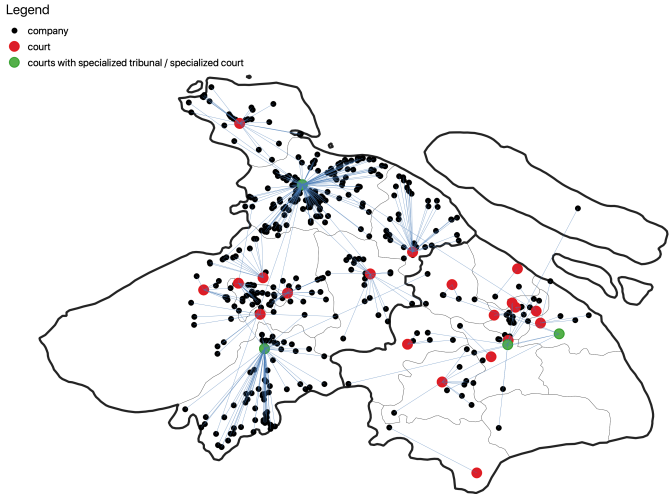 Legend
company
court
courts with specialized tribunal / specialized court